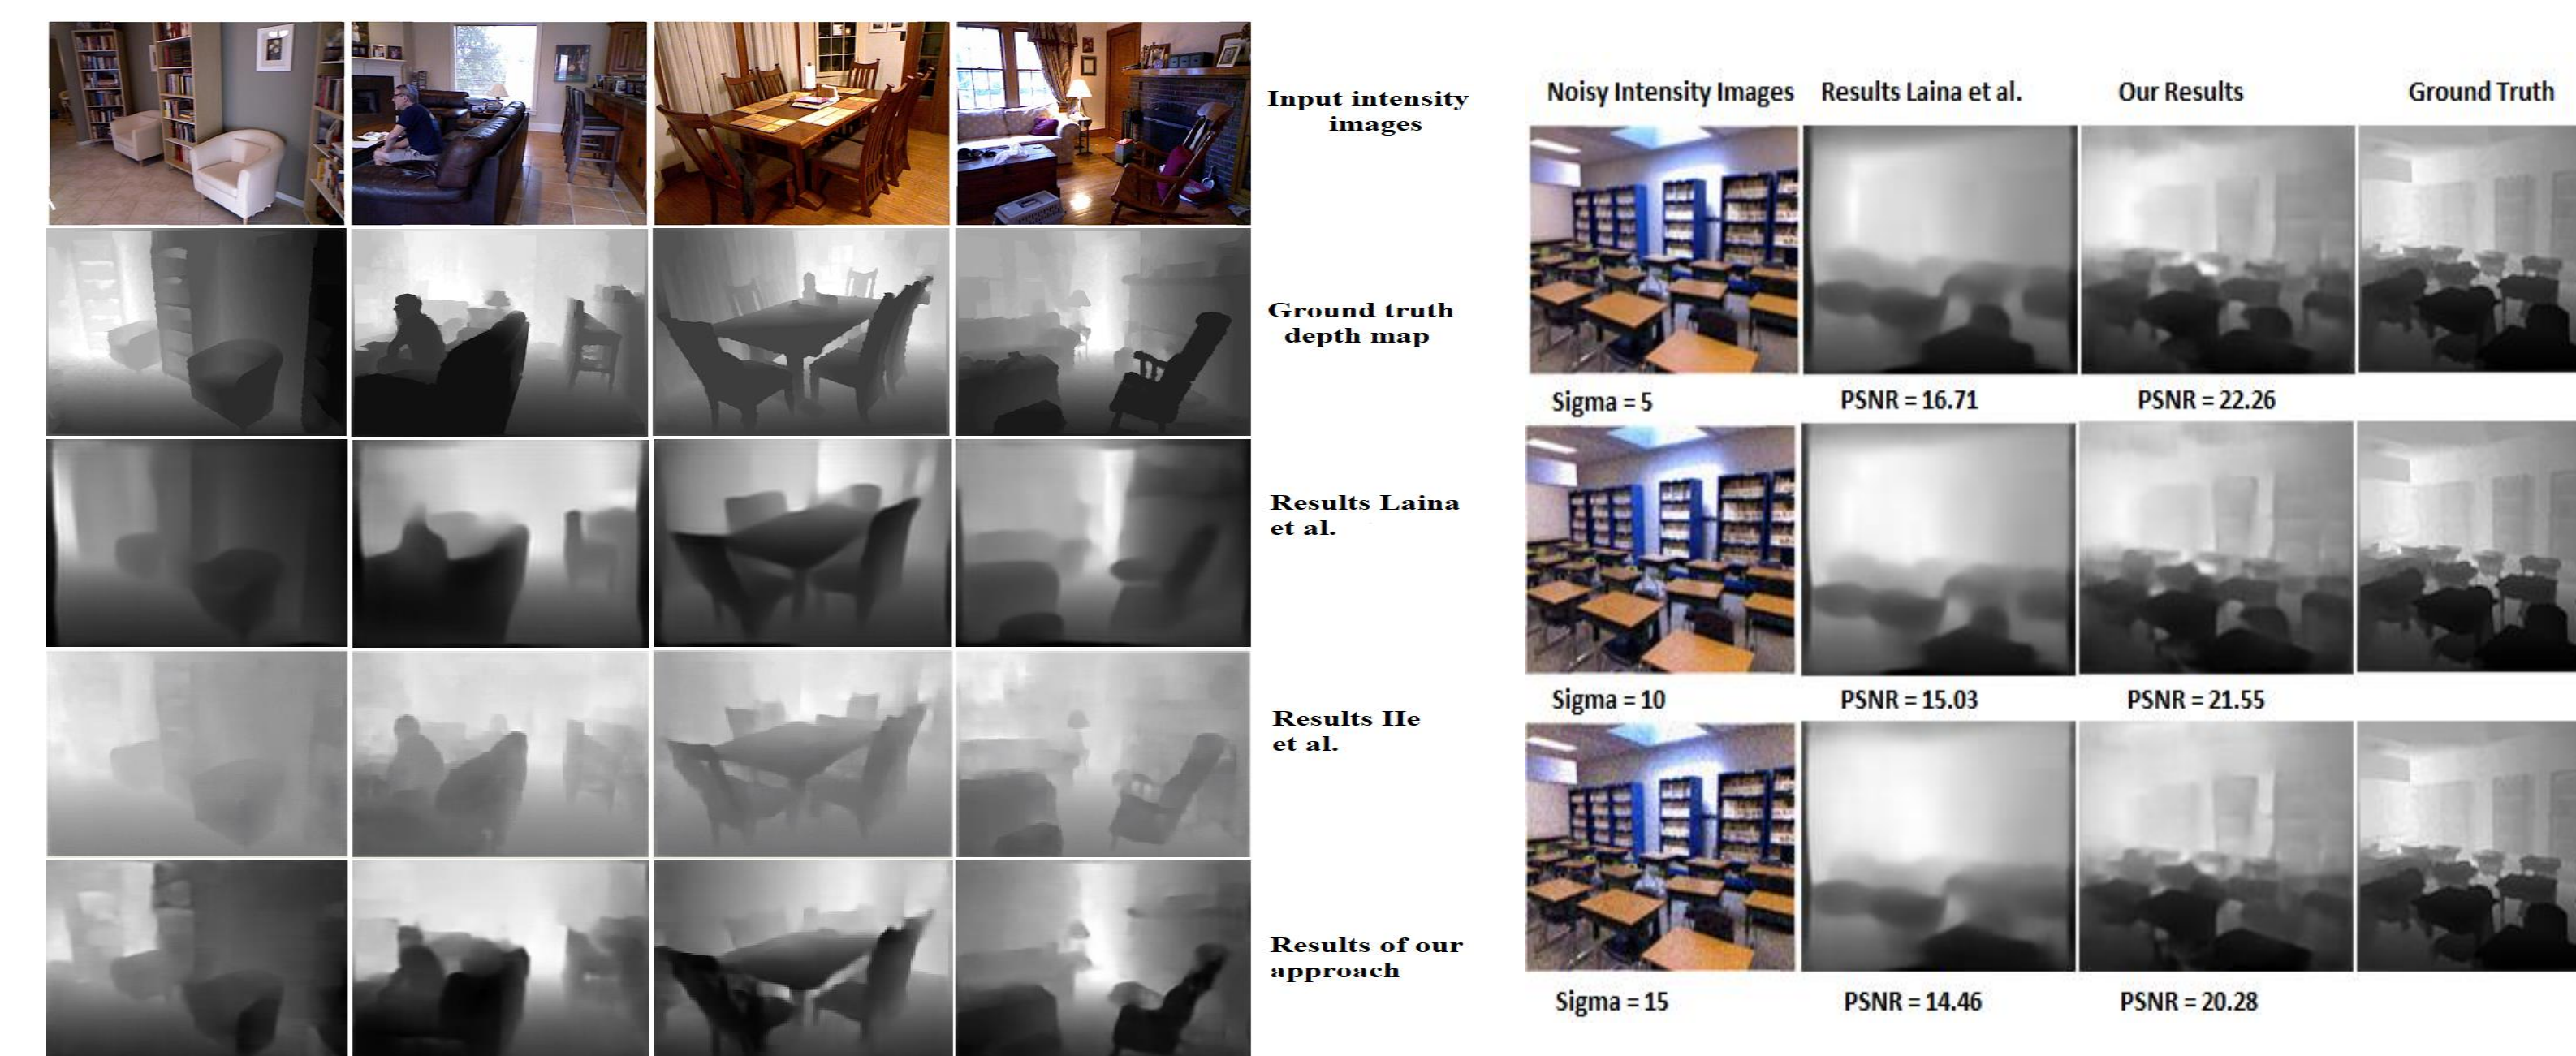 Input intensity
images
Ground truth
depth map
Results Laina
et al.
Results He
et al.
Results of our
approach
Noisy Intensity Images Results Laina et al. Our Results Ground Truth
Sigma = 5 PSNR = 16.71 PSNR = 22.26
Sigma = 10 PSNR = 15.03 PSNR = 21.55
Sigma = 15 PSNR = 14.46 PSNR = 20.28